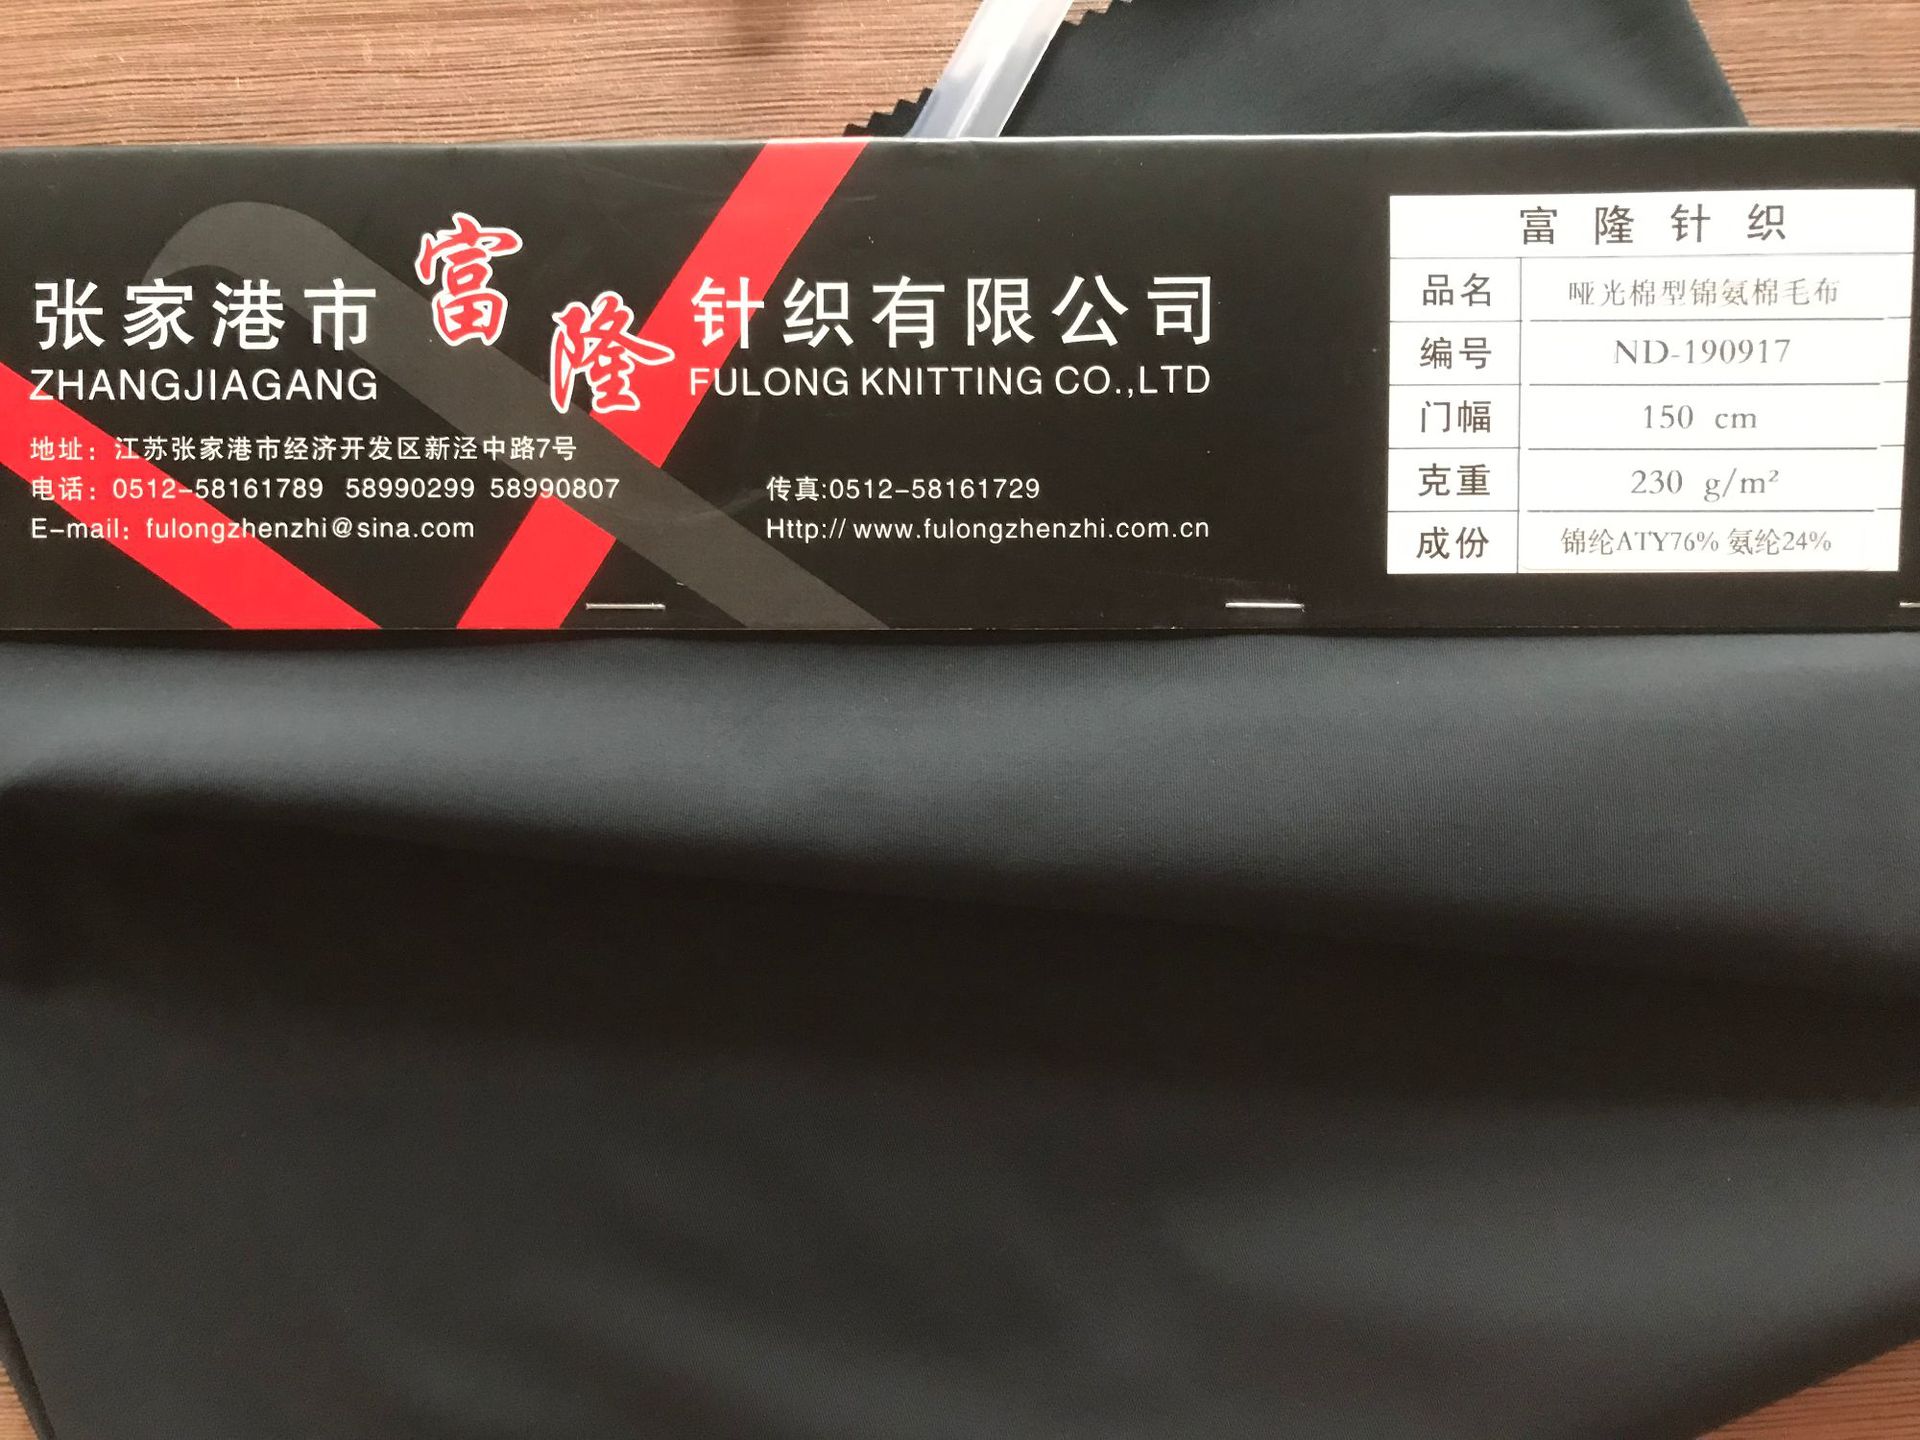 张家港市富隆针织有限公司
ZHANGJIAGANG FULONG KNITTING CO.,LTD
地址：江苏张家港市经济开发区新泾中路7号
电话：0512-58161789 58990299 58990807 传真:0512-58161729
E-mail：fulongzhenzhi@sina.com Http://www.fulongzhenzhi.com.cn
富隆针织
品名 哑光棉型锦氨棉毛布
编号 ND-190917
门幅 150 cm
克重 230 g/m²
成份 锦纶ATY76% 氨纶24%